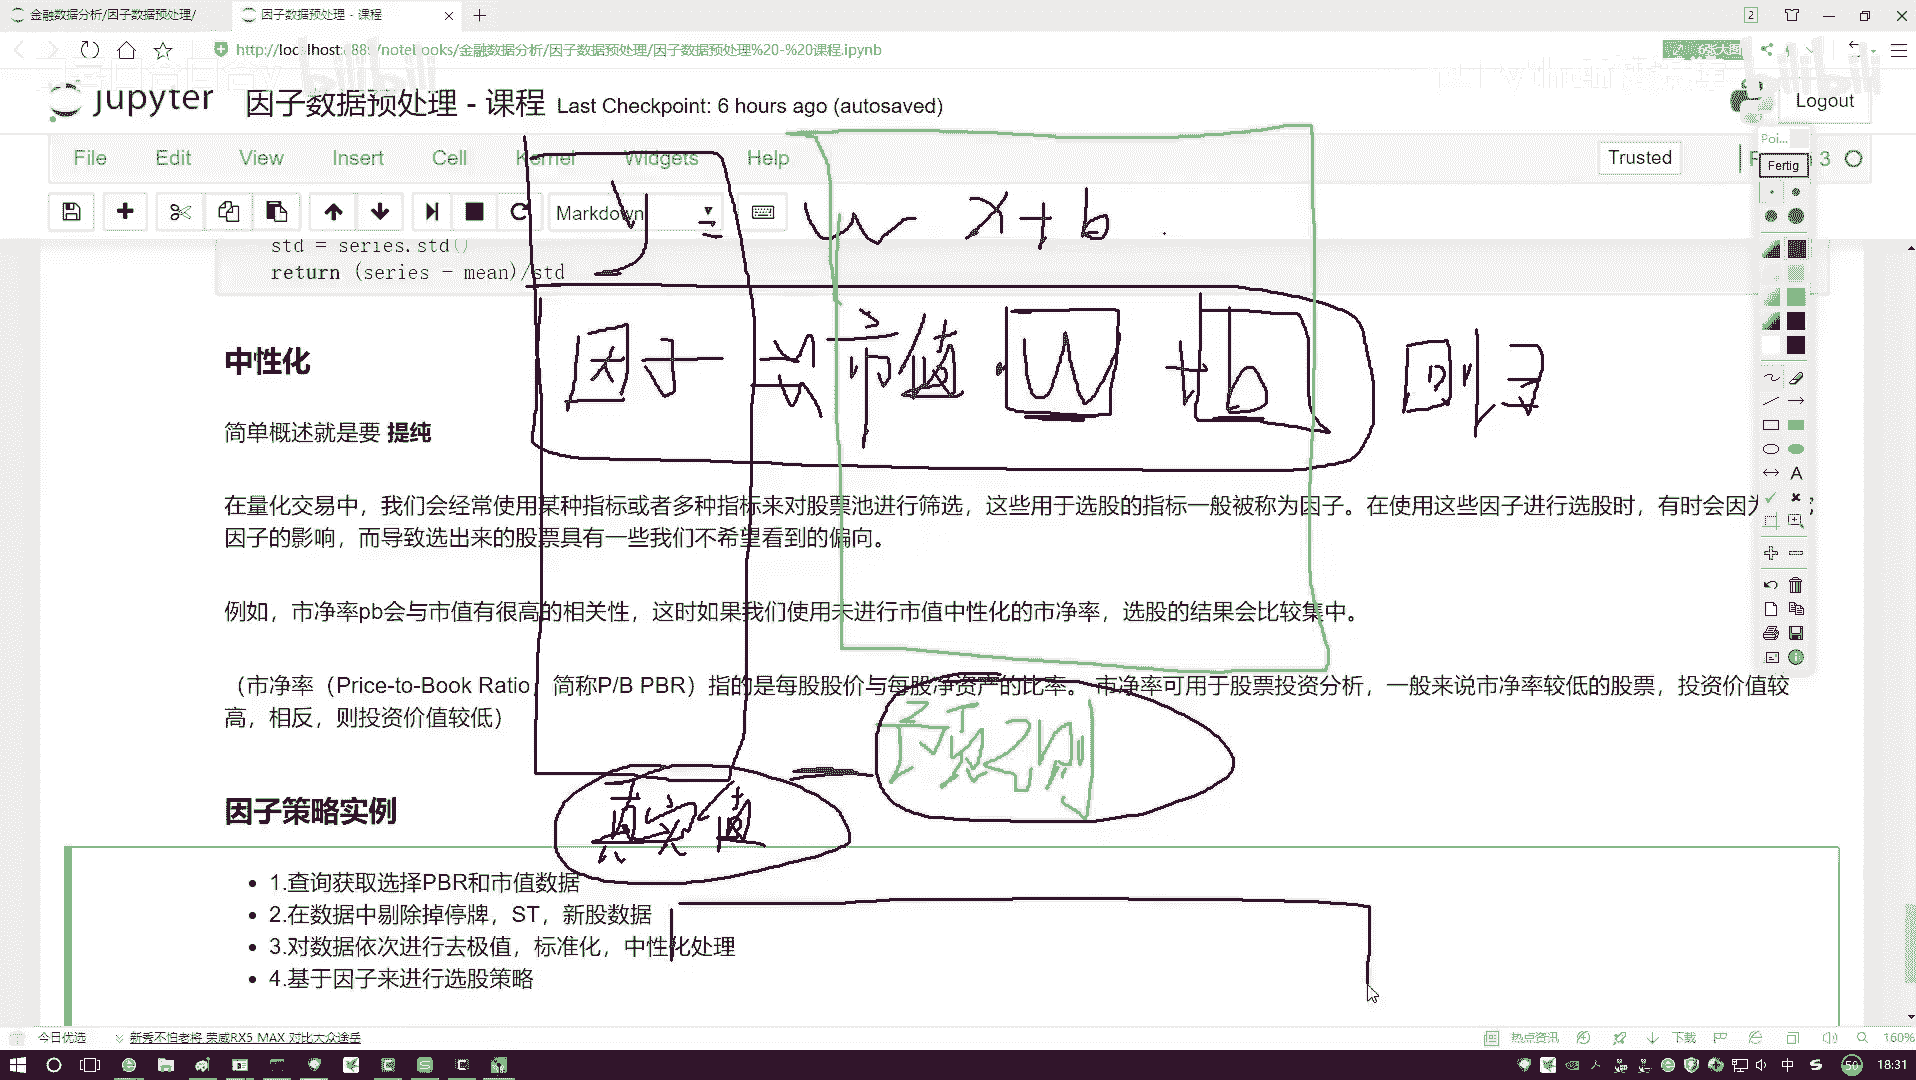 金融数据分析/因子数据预处理/
因子数据预处理 - 课程
2
金融数据分析/因子数据预处理/因子数据预处理%20-%20课程.ipynb
jupyter
因子数据预处理 - 课程
Last Checkpoint: 6 hours ago (autosaved)
Logout
File
Edit
View
Insert
Cell
Kernel
Widgets
Help
Trusted
3
Poi...
Fertig
Markdown
y = w x + b
std = series.std()
return (series - mean)/std
中性化
因子 市值 · W + b 回归
简单概述就是要 提纯
在量化交易中，我们会经常使用某种指标或者多种指标来对股票池进行筛选，这些用于选股的指标一般被称为因子。在使用这些因子进行选股时，有时会因为
因子的影响，而导致选出来的股票具有一些我们不希望看到的偏向。
例如，市净率pb会与市值有很高的相关性，这时如果我们使用未进行市值中性化的市净率，选股的结果会比较集中。
（市净率（Price-to-Book Ratio，简称P/B PBR）指的是每股股价与每股净资产的比率。 市净率可用于股票投资分析，一般来说市净率较低的股票，投资价值较
高，相反，则投资价值较低）
真实值
因子策略实例
1.查询获取选择PBR和市值数据
2.在数据中剔除掉停牌，ST，新股数据
3.对数据依次进行去极值，标准化，中性化处理
4.基于因子来进行选股策略
今日优选
新秀不怕老将 荣威RX5 MAX 对比大众途岳
热点资讯
下载
160%
中
50
18:31